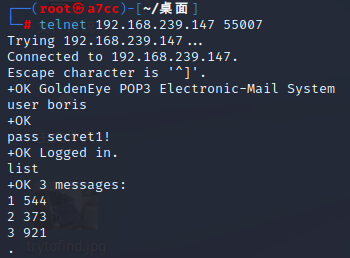 ┌──(root㉿a7cc)-[~/桌面]
└─# telnet 192.168.239.147 55007
Trying 192.168.239.147...
Connected to 192.168.239.147.
Escape character is '^]'.
+OK GoldenEye POP3 Electronic-Mail System
user boris
+OK
pass secret1!
+OK Logged in.
list
+OK 3 messages:
1 544
2 373
3 921
.
trytofind.jpg